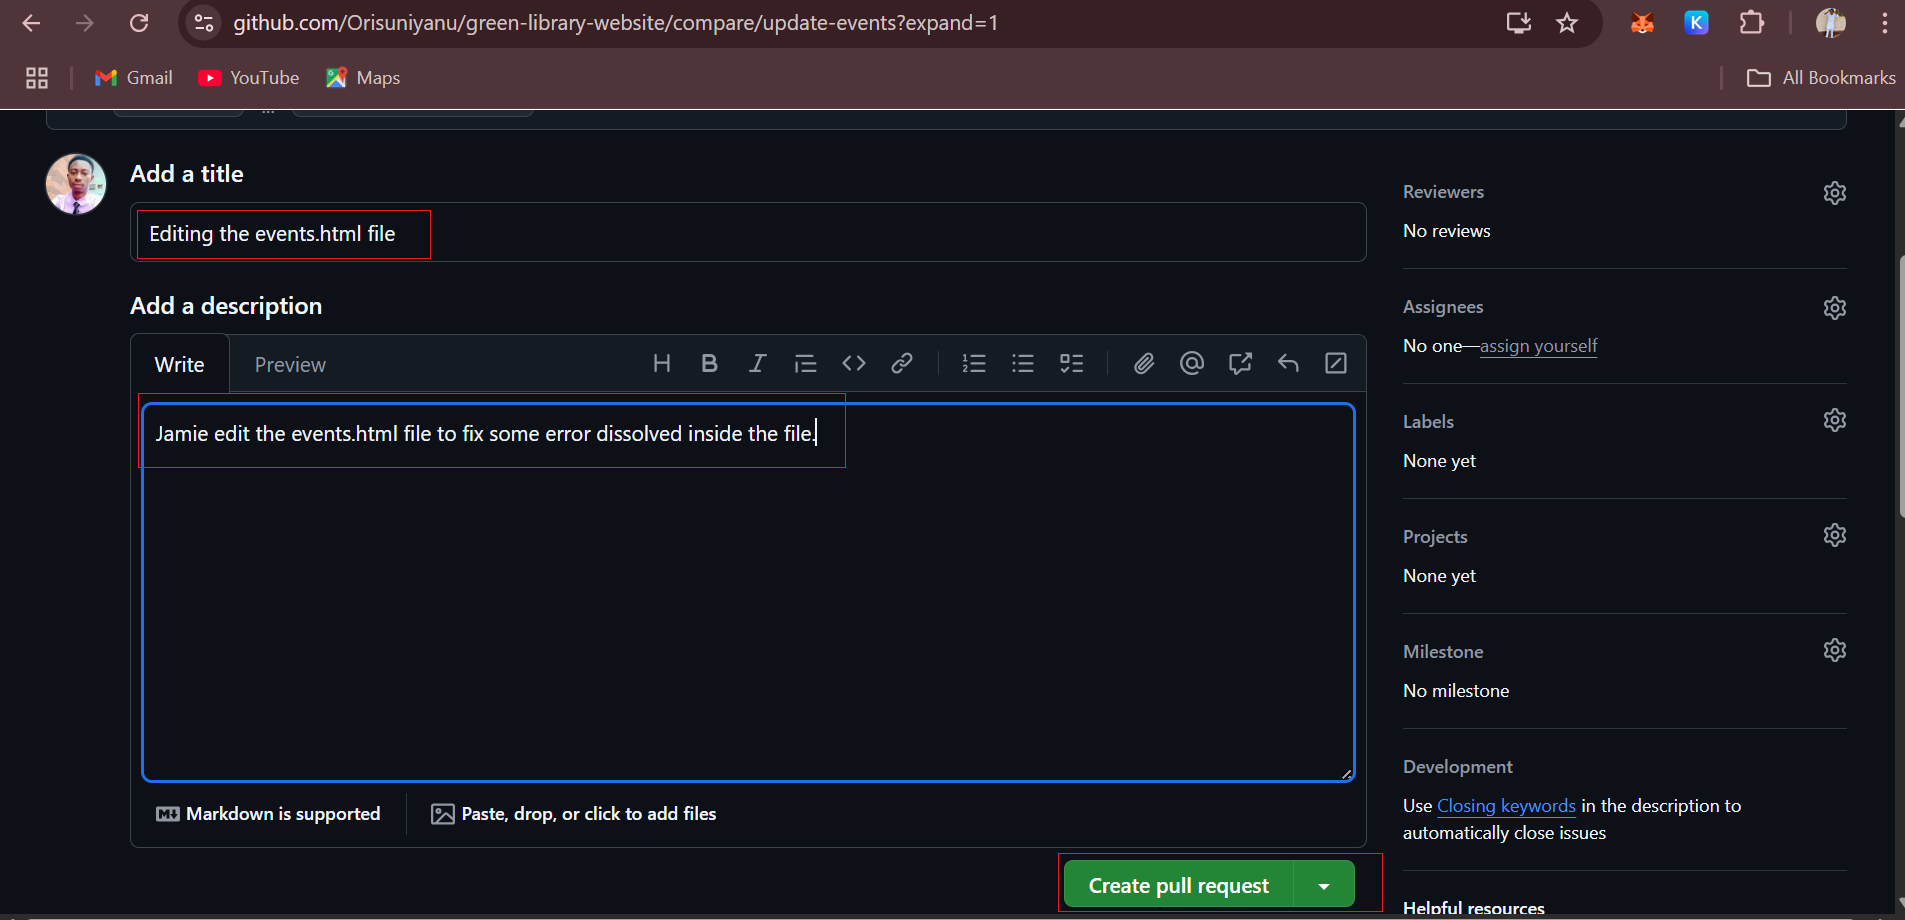 github.com/Orisuniyanu/green-library-website/compare/update-events?expand=1
K
Gmail
YouTube
Maps
All Bookmarks
...
Add a title
Editing the events.html file
Add a description
Write
Preview
Jamie edit the events.html file to fix some error dissolved inside the file.
Markdown is supported
Paste, drop, or click to add files
Create pull request
Reviewers
No reviews
Assignees
No one—assign yourself
Labels
None yet
Projects
None yet
Milestone
No milestone
Development
Use Closing keywords in the description to
automatically close issues
Helpful resources